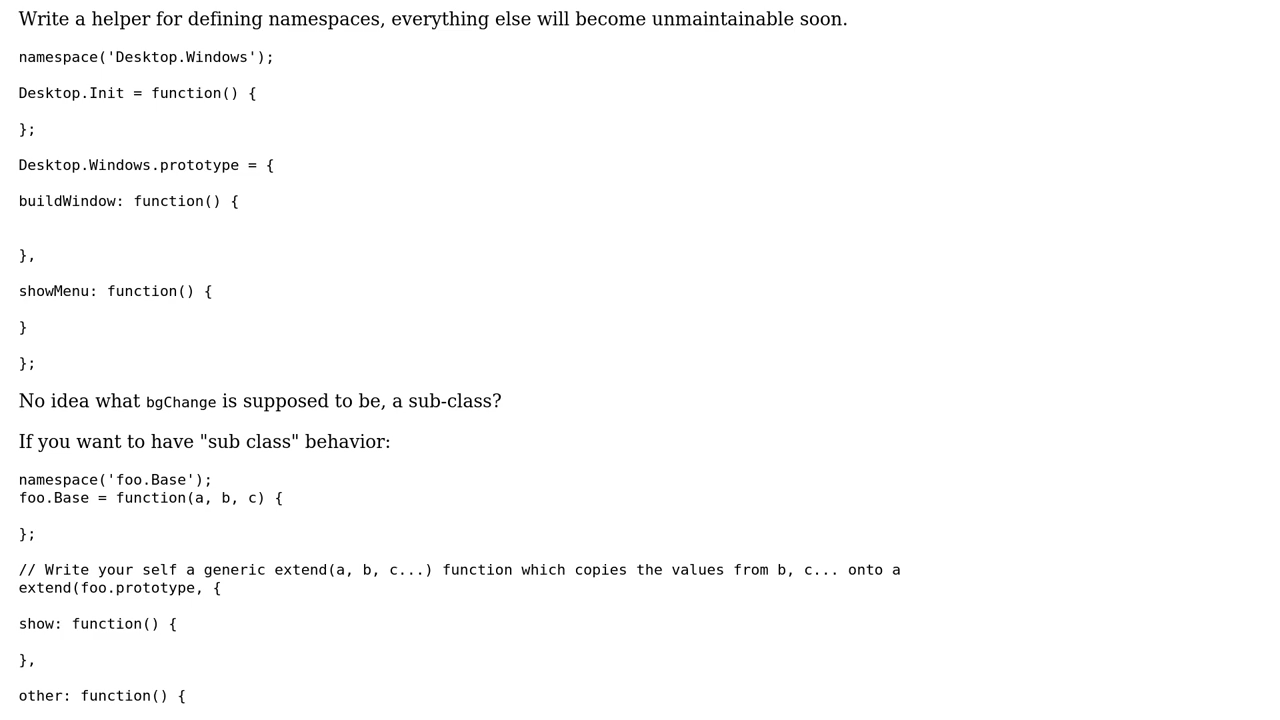 Write a helper for defining namespaces, everything else will become unmaintainable soon.
namespace('Desktop.Windows');
Desktop.Init = function() {
};
Desktop.Windows.prototype = {
buildWindow: function() {
},
showMenu: function() {
}
};
No idea what bgChange is supposed to be, a sub-class?
If you want to have "sub class" behavior:
namespace('foo.Base');
foo.Base = function(a, b, c) {
};
// Write your self a generic extend(a, b, c...) function which copies the values from b, c... onto a
extend(foo.prototype, {
show: function() {
},
other: function() {